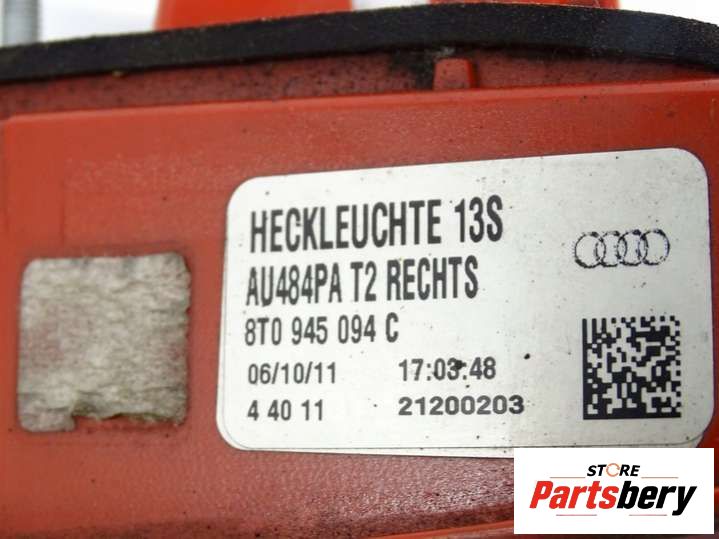 HECKLEUCHTE 13S
AU484PA T2 RECHTS
8T0 945 094 C
06/10/11 17:03:48
4 40 11 21200203
STORE
Partsbery